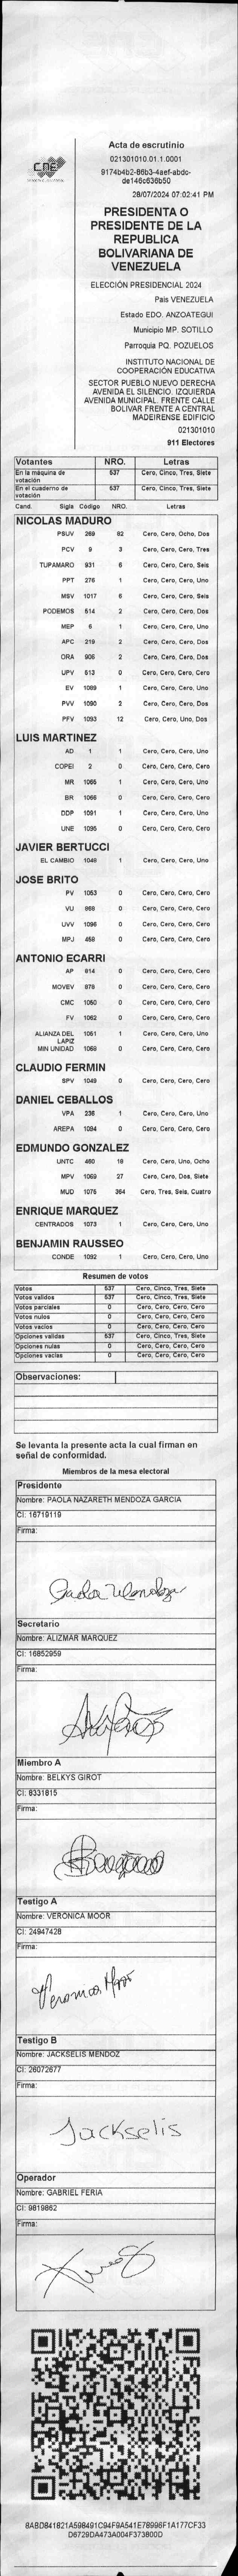 CNE
Acta de escrutinio
021301010.01.1.0001
9174b4b2-86b3-4aef-abdc-
de146c636b50
28/07/2024 07:02:41 PM
PRESIDENTA O
PRESIDENTE DE LA
REPUBLICA
BOLIVARIANA DE
VENEZUELA
ELECCIÓN PRESIDENCIAL 2024
País VENEZUELA
Estado EDO. ANZOATEGUI
Municipio MP. SOTILLO
Parroquia PQ. POZUELOS
INSTITUTO NACIONAL DE
COOPERACIÓN EDUCATIVA
SECTOR PUEBLO NUEVO DERECHA
AVENIDA EL SILENCIO. IZQUIERDA
AVENIDA MUNICIPAL. FRENTE CALLE
BOLIVAR FRENTE A CENTRAL
MADEIRENSE EDIFICIO
021301010
911 Electores
Votantes NRO. Letras
En la máquina de votación 537 Cero, Cinco, Tres, Siete
En el cuaderno de votación 537 Cero, Cinco, Tres, Siete
Cand. Sigla Código NRO. Letras
NICOLAS MADURO
PSUV 269 82 Cero, Cero, Ocho, Dos
PCV 9 3 Cero, Cero, Cero, Tres
TUPAMARO 931 6 Cero, Cero, Cero, Seis
PPT 276 1 Cero, Cero, Cero, Uno
MSV 1017 6 Cero, Cero, Cero, Seis
PODEMOS 514 2 Cero, Cero, Cero, Dos
MEP 6 1 Cero, Cero, Cero, Uno
APC 219 2 Cero, Cero, Cero, Dos
ORA 906 2 Cero, Cero, Cero, Dos
UPV 513 0 Cero, Cero, Cero, Cero
EV 1089 1 Cero, Cero, Cero, Uno
PVV 1090 2 Cero, Cero, Cero, Dos
PFV 1093 12 Cero, Cero, Uno, Dos
LUIS MARTINEZ
AD 1 1 Cero, Cero, Cero, Uno
COPEI 2 0 Cero, Cero, Cero, Cero
MR 1065 1 Cero, Cero, Cero, Uno
BR 1066 0 Cero, Cero, Cero, Cero
DDP 1091 1 Cero, Cero, Cero, Uno
UNE 1095 0 Cero, Cero, Cero, Cero
JAVIER BERTUCCI
EL CAMBIO 1048 1 Cero, Cero, Cero, Uno
JOSE BRITO
PV 1053 0 Cero, Cero, Cero, Cero
VU 868 0 Cero, Cero, Cero, Cero
UVV 1096 0 Cero, Cero, Cero, Cero
MPJ 458 0 Cero, Cero, Cero, Cero
ANTONIO ECARRI
AP 814 0 Cero, Cero, Cero, Cero
MOVEV 878 0 Cero, Cero, Cero, Cero
CMC 1050 0 Cero, Cero, Cero, Cero
FV 1062 0 Cero, Cero, Cero, Cero
ALIANZA DEL LAPIZ 1051 1 Cero, Cero, Cero, Uno
MIN UNIDAD 1068 0 Cero, Cero, Cero, Cero
CLAUDIO FERMIN
SPV 1049 0 Cero, Cero, Cero, Cero
DANIEL CEBALLOS
VPA 236 1 Cero, Cero, Cero, Uno
AREPA 1094 0 Cero, Cero, Cero, Cero
EDMUNDO GONZALEZ
UNTC 460 18 Cero, Cero, Uno, Ocho
MPV 1069 27 Cero, Cero, Dos, Siete
MUD 1076 364 Cero, Tres, Seis, Cuatro
ENRIQUE MARQUEZ
CENTRADOS 1073 1 Cero, Cero, Cero, Uno
BENJAMIN RAUSSEO
CONDE 1092 1 Cero, Cero, Cero, Uno
Resumen de votos
Votos 537 Cero, Cinco, Tres, Siete
Votos validos 537 Cero, Cinco, Tres, Siete
Votos parciales 0 Cero, Cero, Cero, Cero
Votos nulos 0 Cero, Cero, Cero, Cero
Votos vacios 0 Cero, Cero, Cero, Cero
Opciones validas 537 Cero, Cinco, Tres, Siete
Opciones nulas 0 Cero, Cero, Cero, Cero
Opciones vacias 0 Cero, Cero, Cero, Cero
Observaciones:
Se levanta la presente acta la cual firman en
señal de conformidad.
Miembros de la mesa electoral
Presidente
Nombre: PAOLA NAZARETH MENDOZA GARCIA
CI: 16719119
Firma:
Paola Mendoza
Secretario
Nombre: ALIZMAR MARQUEZ
CI: 16852959
Firma:
Miembro A
Nombre: BELKYS GIROT
CI: 8331815
Firma:
Testigo A
Nombre: VERONICA MOOR
CI: 24947428
Firma:
Veronica Moor
Testigo B
Nombre: JACKSELIS MENDOZ
CI: 26072677
Firma:
Jackselis
Operador
Nombre: GABRIEL FERIA
CI: 9819862
Firma:
8ABD841821A598491C94F9A541E78996F1A177CF33
D6729DA473A004F373800D